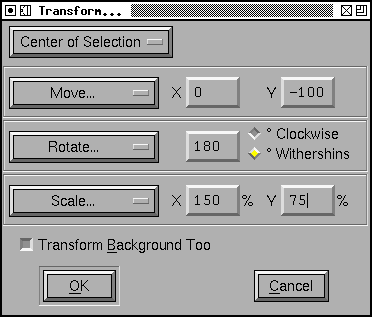 Transform...
Center of Selection
Move... X 0 Y -100
° Clockwise
Rotate... 180
° Withershins
Scale... X 150 % Y 75 %
Transform Background Too
OK Cancel